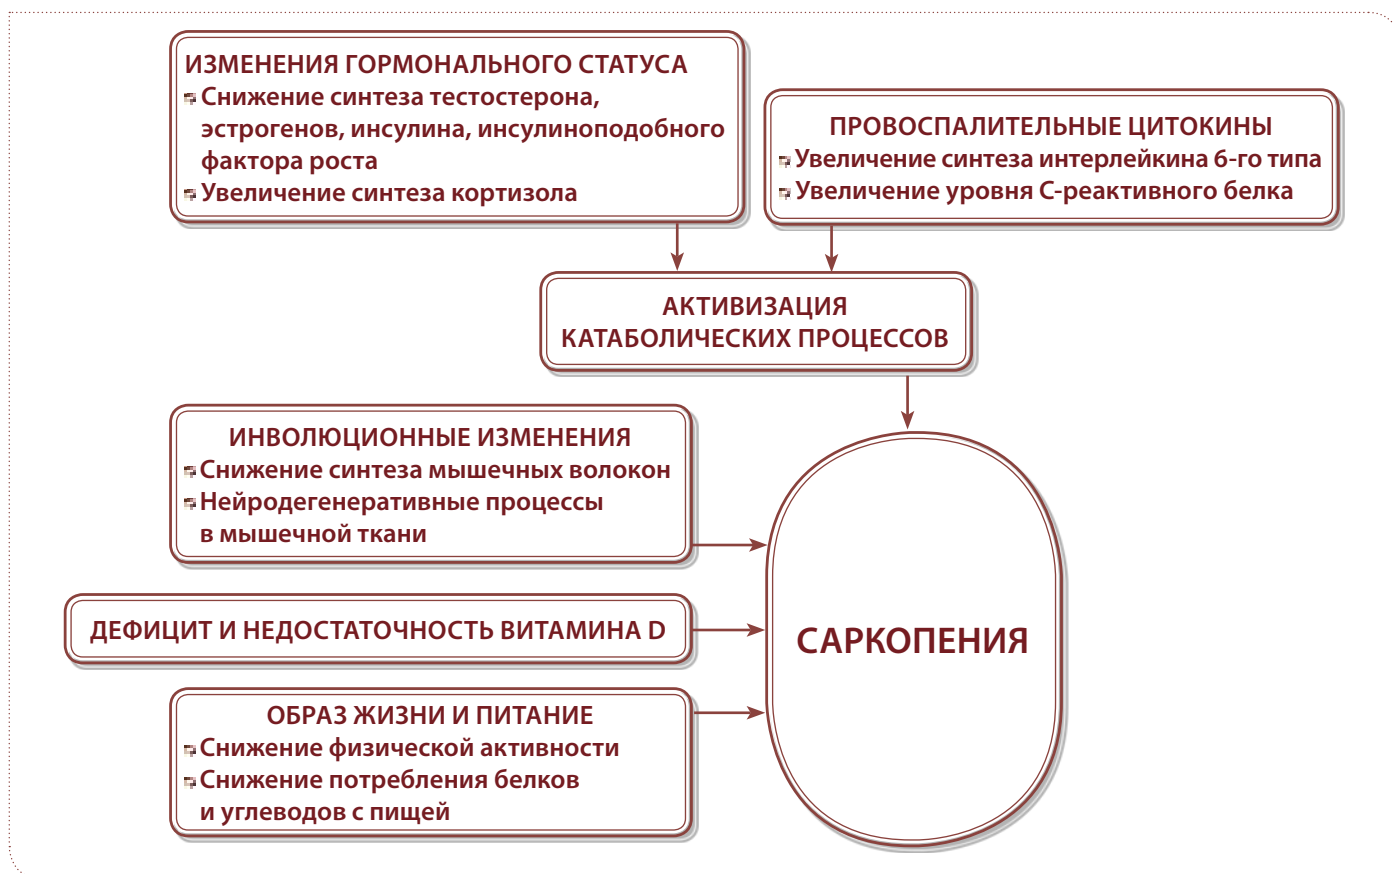 ИЗМЕНЕНИЯ ГОРМОНАЛЬНОГО СТАТУСА
Снижение синтеза тестостерона,
эстрогенов, инсулина, инсулиноподобного
фактора роста
Увеличение синтеза кортизола
ПРОВОСПАЛИТЕЛЬНЫЕ ЦИТОКИНЫ
Увеличение синтеза интерлейкина 6-го типа
Увеличение уровня С-реактивного белка
АКТИВИЗАЦИЯ
КАТАБОЛИЧЕСКИХ ПРОЦЕССОВ
ИНВОЛЮЦИОННЫЕ ИЗМЕНЕНИЯ
Снижение синтеза мышечных волокон
Нейродегенеративные процессы
в мышечной ткани
ДЕФИЦИТ И НЕДОСТАТОЧНОСТЬ ВИТАМИНА D
ОБРАЗ ЖИЗНИ И ПИТАНИЕ
Снижение физической активности
Снижение потребления белков
и углеводов с пищей
САРКОПЕНИЯ